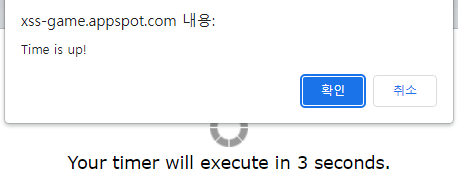 xss-game.appspot.com 내용:
Time is up!
확인
취소
Your timer will execute in 3 seconds.